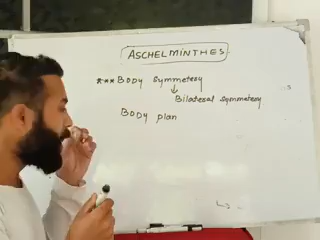 ASCHELMINTHES
***Body Symmetery
↓
Bilateral Symmetery
Body plan